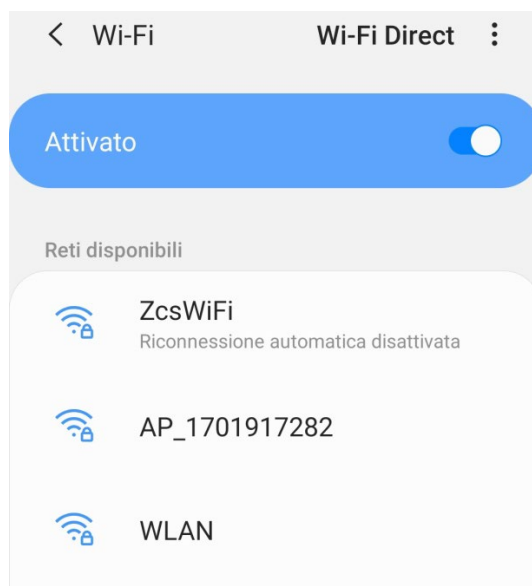 Wi-Fi Wi-Fi Direct
Attivato
Reti disponibili
ZcsWiFi
Riconnessione automatica disattivata
AP_1701917282
WLAN